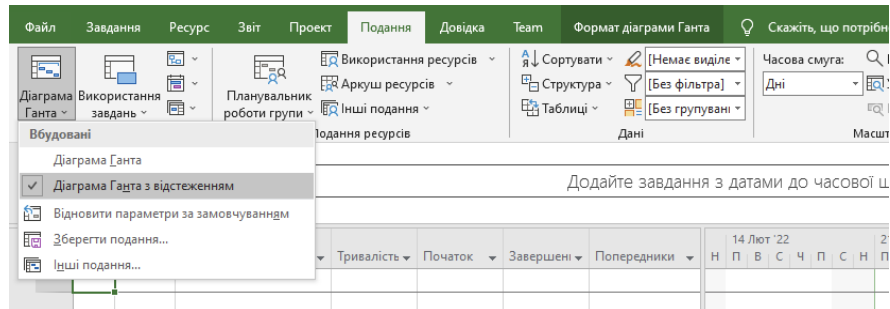 Файл Завдання Ресурс Звіт Проект Подання Довідка Team Формат діаграми Ганта Скажіть, що потрібн
Діаграма Ганта
Використання завдань
Планувальник роботи групи
Використання ресурсів
Аркуш ресурсів
Інші подання
Подання ресурсів
Сортувати
Структура
Таблиці
[Немає виділе
[Без фільтра]
[Без групуван
Дані
Часова смуга:
Дні
Масшт
Вбудовані
Діаграма Ганта
Діаграма Ганта з відстеженням
Відновити параметри за замовчуванням
Зберегти подання...
Інші подання...
Додайте завдання з датами до часової ш
Тривалість Початок Завершені Попередники
14 Лют '22 2
Н П В С Ч П С Н П